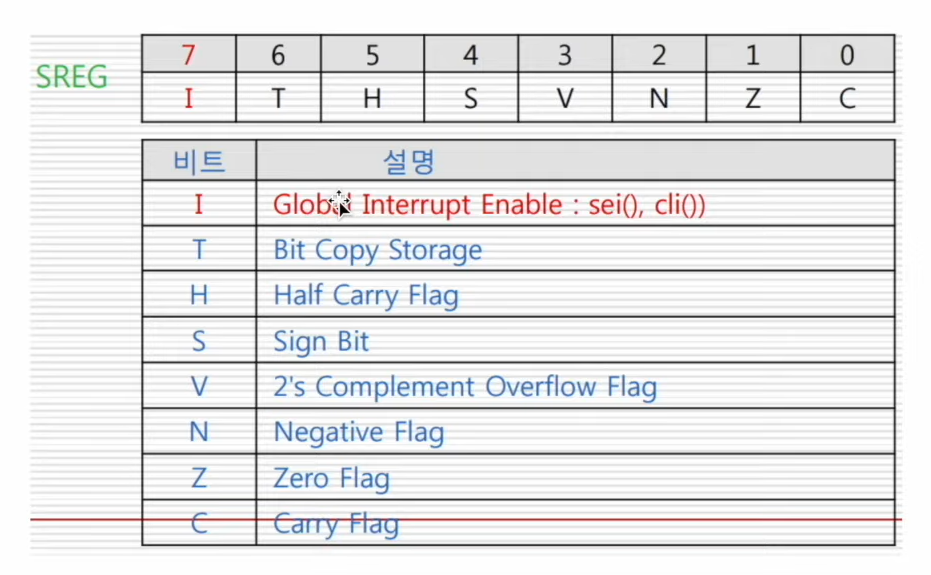 7 6 5 4 3 2 1 0
SREG
I T H S V N Z C
비트 설명
I Global Interrupt Enable : sei(), cli())
T Bit Copy Storage
H Half Carry Flag
S Sign Bit
V 2's Complement Overflow Flag
N Negative Flag
Z Zero Flag
C Carry Flag